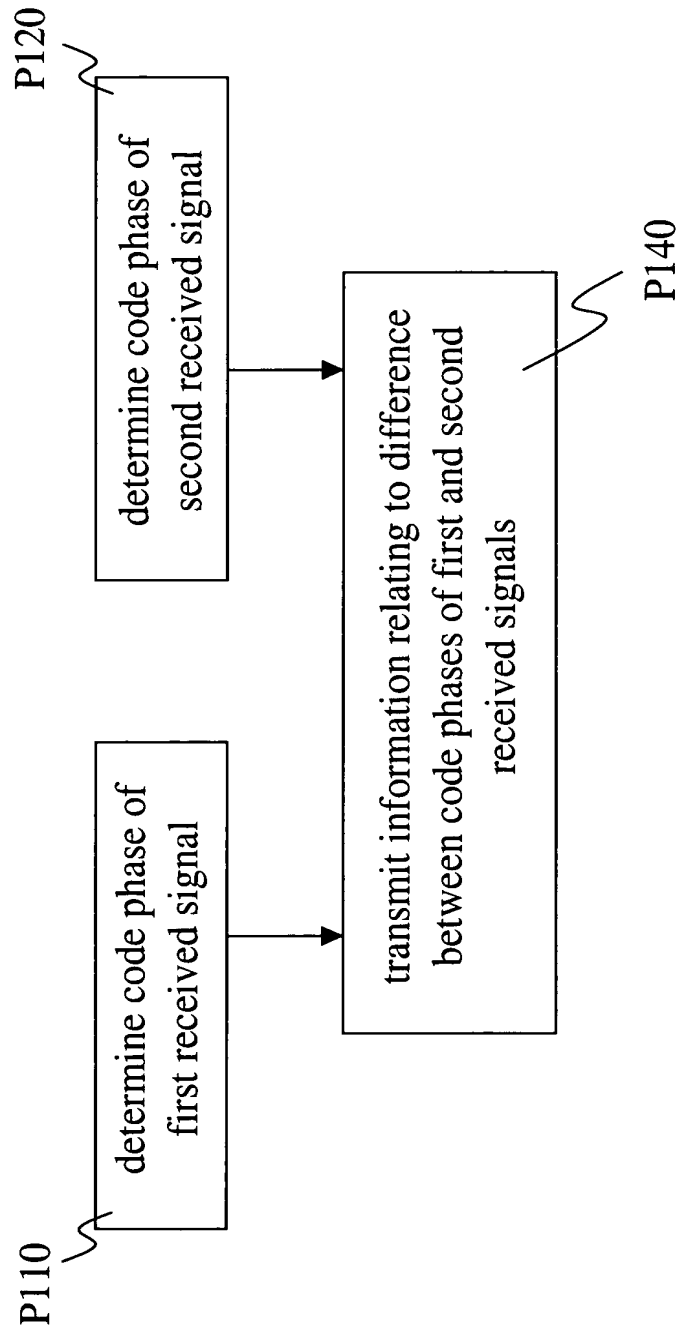 P110
determine code phase of
first received signal
P120
determine code phase of
second received signal
transmit information relating to difference
between code phases of first and second
received signals
P140